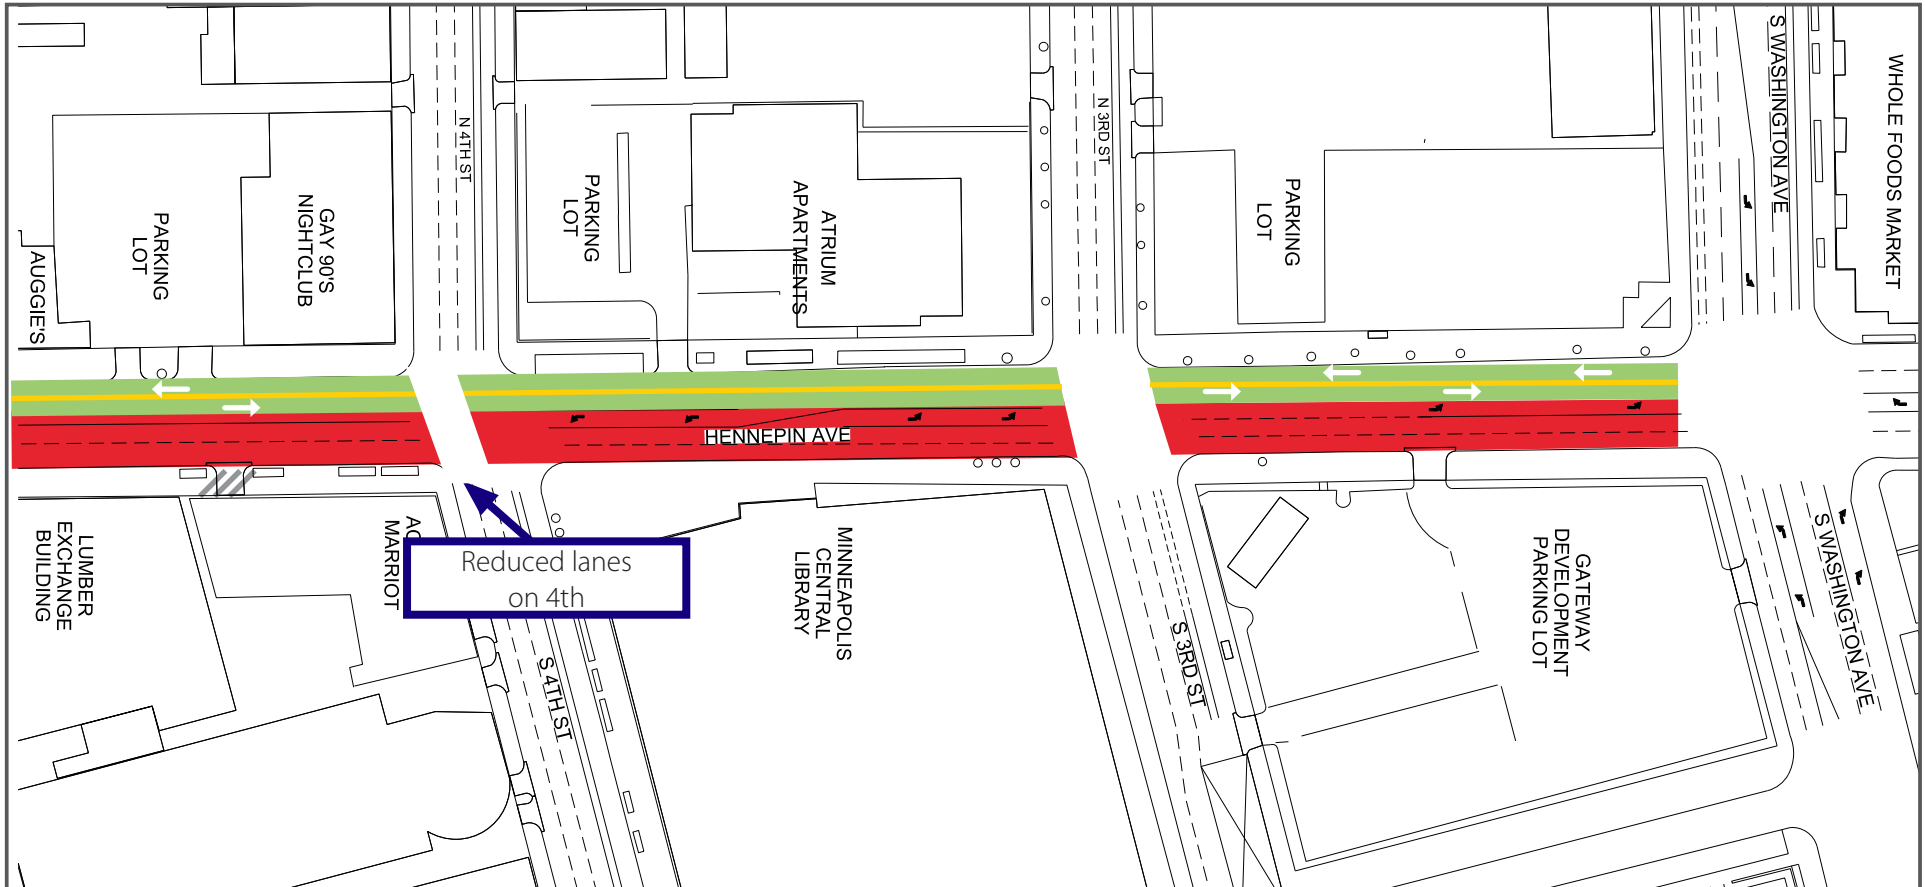 AUGGIE'S
PARKING
LOT
GAY 90'S
NIGHTCLUB
N 4TH ST
PARKING
LOT
ATRIUM
APARTMENTS
N 3RD ST
PARKING
LOT
S WASHINGTON AVE
WHOLE FOODS MARKET
HENNEPIN AVE
LUMBER
EXCHANGE
BUILDING
MARRIOT
Reduced lanes
on 4th
S 4TH ST
MINNEAPOLIS
CENTRAL
LIBRARY
S 3RD ST
GATEWAY
DEVELOPMENT
PARKING LOT
S WASHINGTON AVE